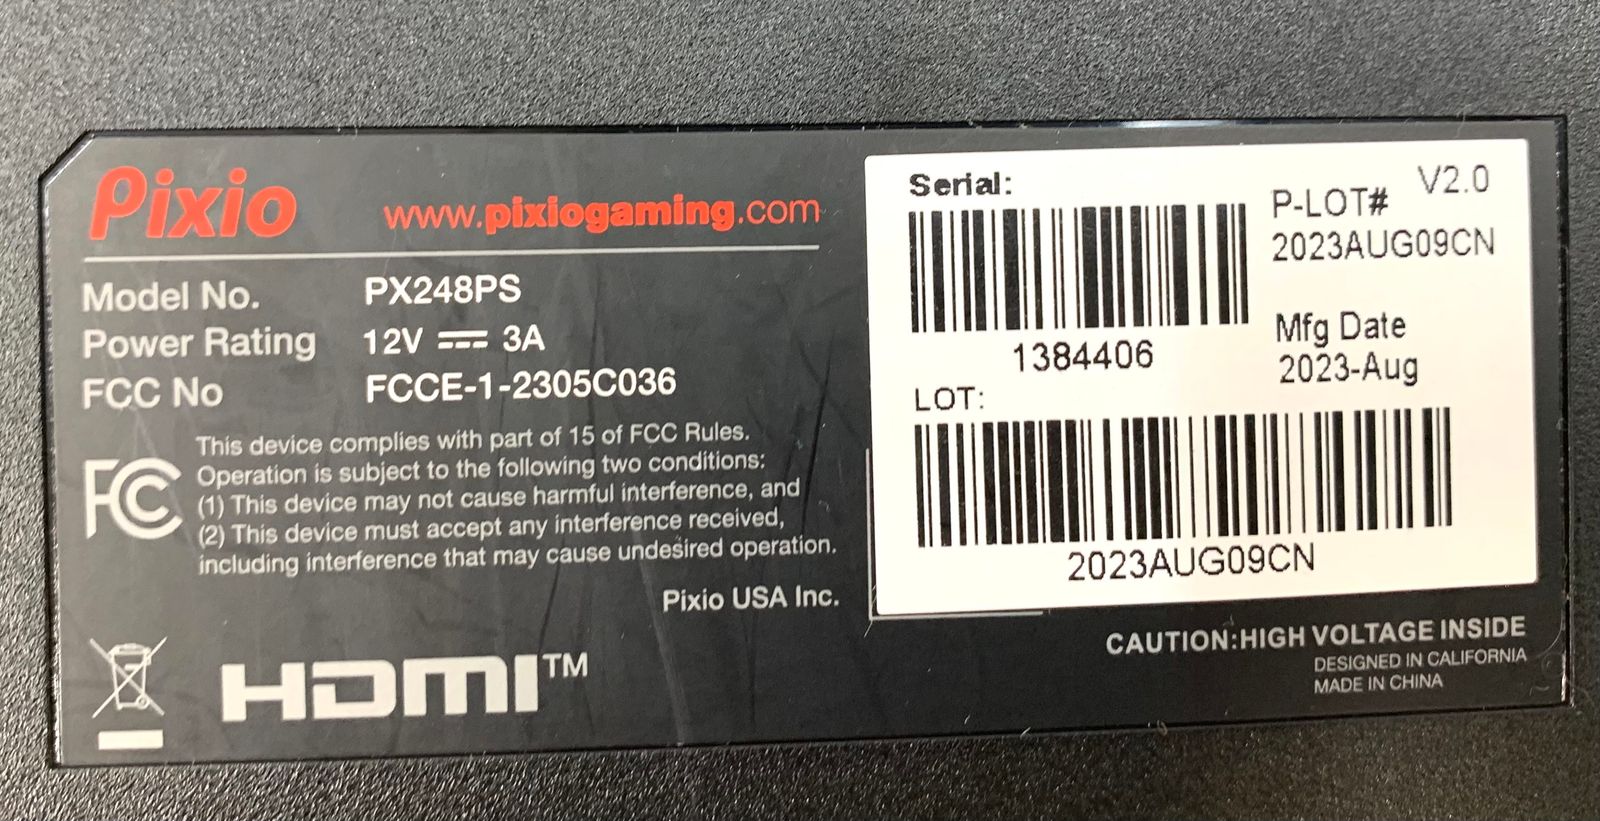 Pixio
www.pixiogaming.com
Model No. PX248PS
Power Rating 12V ⎓ 3A
FCC No FCCE-1-2305C036
FC
This device complies with part of 15 of FCC Rules.
Operation is subject to the following two conditions:
(1) This device may not cause harmful interference, and
(2) This device must accept any interference received,
including interference that may cause undesired operation.
Pixio USA Inc.
HDMI™
Serial:
1384406
V2.0
P-LOT#
2023AUG09CN
Mfg Date
2023-Aug
LOT:
2023AUG09CN
CAUTION:HIGH VOLTAGE INSIDE
DESIGNED IN CALIFORNIA
MADE IN CHINA